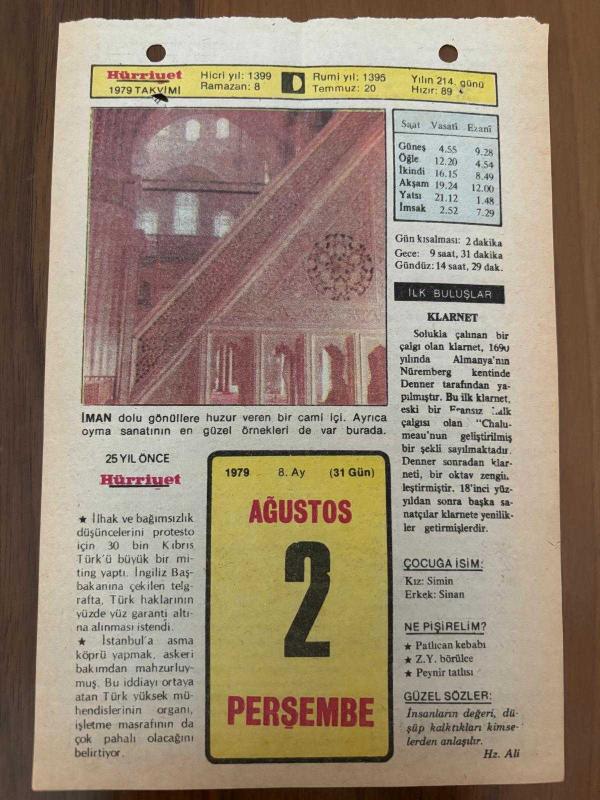 Hürriyet
1979 TAKVİMİ
Hicri yıl: 1399
Ramazan: 8
Rumi yıl: 1395
Temmuz: 20
Yılın 214. günü
Hızır: 89
Saat Vasatî Ezanî
Güneş 4.55 9.28
Öğle 12.20 4.54
İkindi 16.15 8.49
Akşam 19.24 12.00
Yatsı 21.12 1.48
İmsak 2.52 7.29
Gün kısalması: 2 dakika
Gece: 9 saat, 31 dakika
Gündüz: 14 saat, 29 dak.
İMAN dolu gönüllere huzur veren bir cami içi. Ayrıca
oyma sanatının en güzel örnekleri de var burada.
İLK BULUŞLAR
KLARNET
Solukla çalınan bir
çalgı olan klarnet, 1690
yılında Almanya'nın
Nüremberg kentinde
Denner tarafından ya-
pılmıştır. Bu ilk klarnet,
eski bir Fransız halk
çalgısı olan "Chalu-
meau'nun geliştirilmiş
bir şekli sayılmaktadır.
Denner sonradan klar-
neti, bir oktav zengin-
leştirmiştir. 18'inci yüz-
yıldan sonra başka sa-
natçılar klarnete yenilik-
ler getirmişlerdir.
ÇOCUĞA İSİM:
Kız: Simin
Erkek: Sinan
NE PİŞİRELİM?
★ Patlıcan kebabı
★ Z.Y. börülce
★ Peynir tatlısı
GÜZEL SÖZLER:
İnsanların değeri, dü-
şüp kalktıkları kimse-
lerden anlaşılır.
Hz. Ali
25 YIL ÖNCE
Hürriyet
★ İlhak ve bağımsızlık
düşüncelerini protesto
için 30 bin Kıbrıs
Türk'ü büyük bir mi-
ting yaptı. İngiliz Baş-
bakanına çekilen telg-
rafta, Türk haklarının
yüzde yüz garanti altı-
na alınması istendi.
★ İstanbul'a asma
köprü yapmak, askeri
bakımdan mahzurluy-
muş. Bu iddiayı ortaya
atan Türk yüksek mü-
hendislerinin organı,
işletme masrafının da
çok pahalı olacağını
belirtiyor.
1979 8. Ay (31 Gün)
AĞUSTOS
2
PERŞEMBE